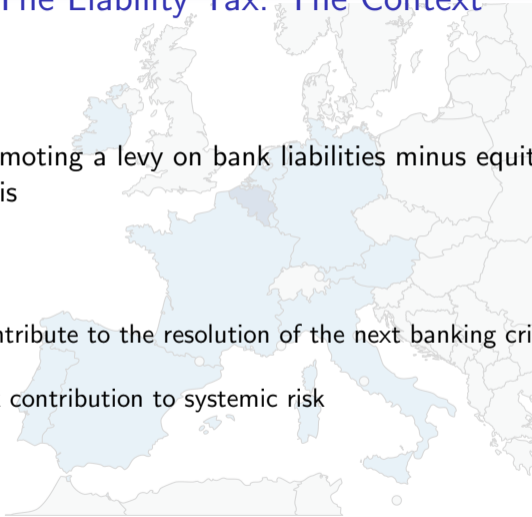 The Liability Tax: The Context
moting a levy on bank liabilities minus equit
is
ntribute to the resolution of the next banking cri
contribution to systemic risk